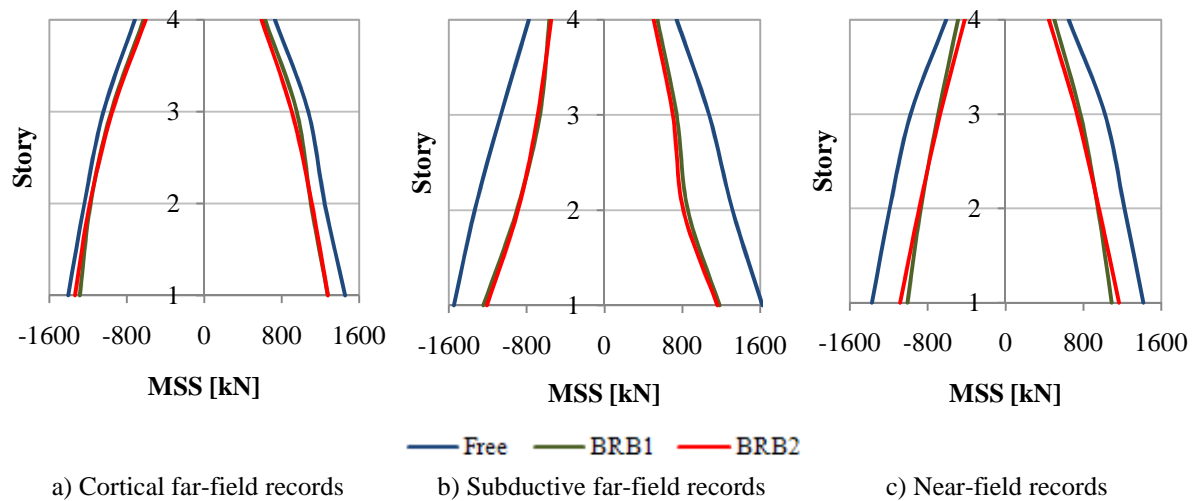 4
3
2
1
Story
-1600 -800 0 800 1600
MSS [kN]
4
3
2
1
Story
-1600 -800 0 800 1600
MSS [kN]
4
3
2
1
Story
-1600 -800 0 800 1600
MSS [kN]
Free BRB1 BRB2
a) Cortical far-field records
b) Subductive far-field records
c) Near-field records